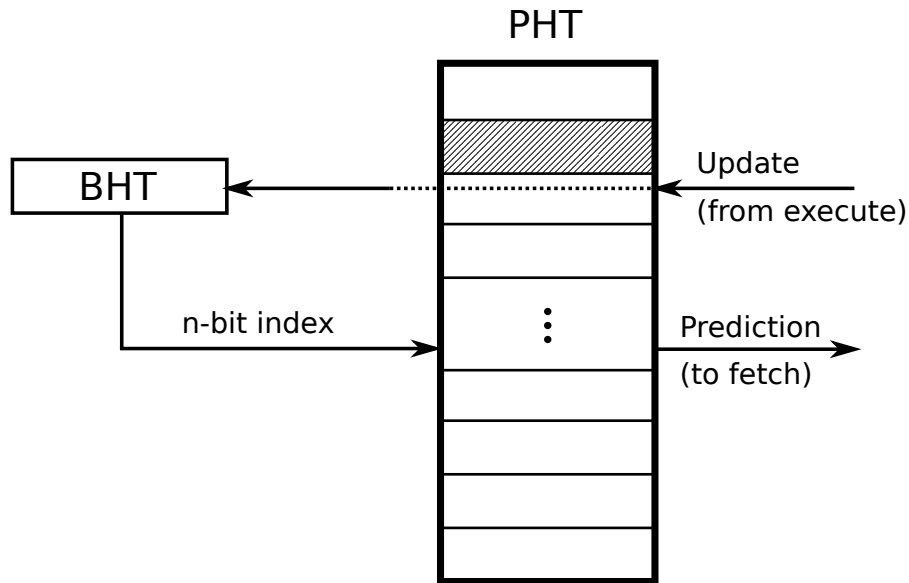 PHT
BHT
Update
(from execute)
n-bit index
Prediction
(to fetch)